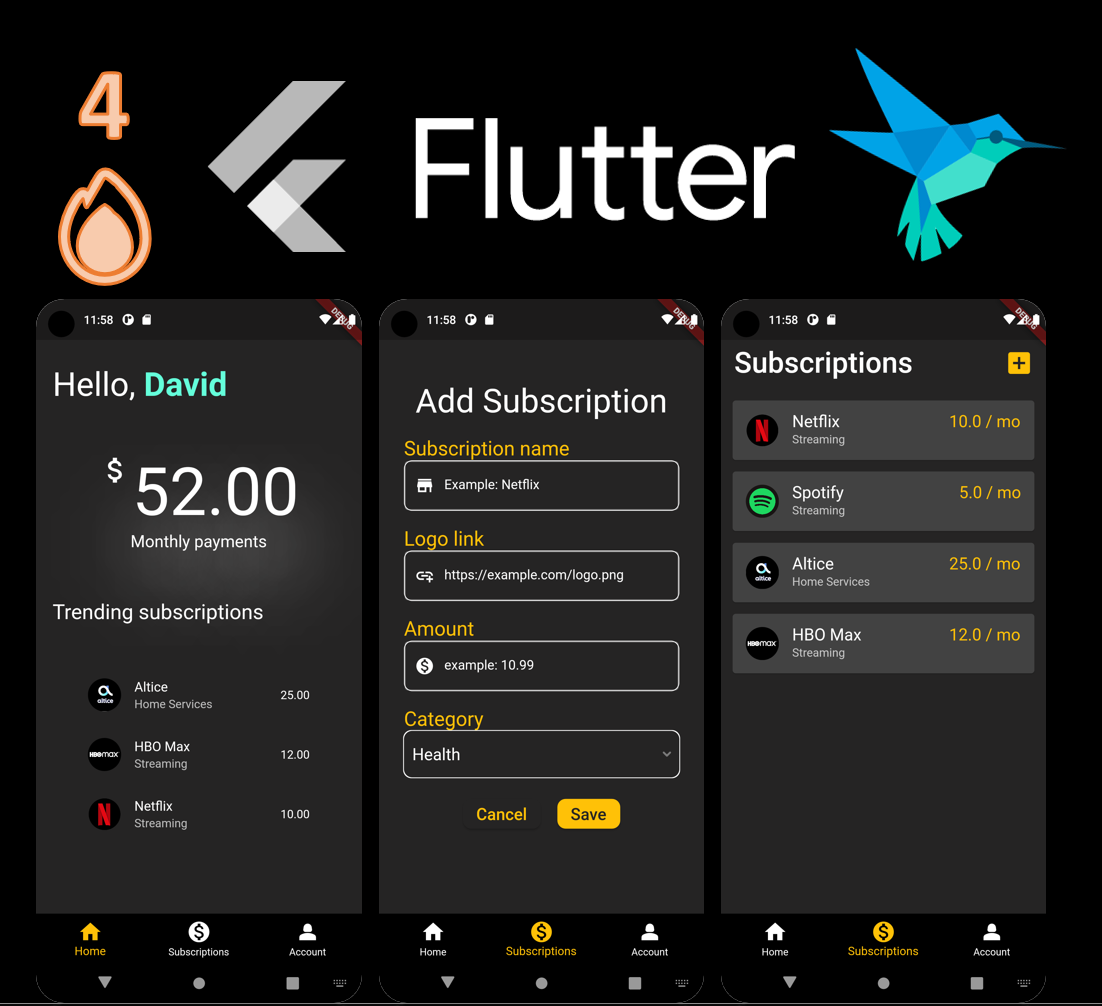 4
Flutter
11:58
DEBUG
Hello, David
$ 52.00
Monthly payments
Trending subscriptions
altice
Altice
25.00
Home Services
HBOmax
HBO Max
12.00
Streaming
N
Netflix
10.00
Streaming
Home
Subscriptions
Account
11:58
DEBUG
Add Subscription
Subscription name
Example: Netflix
Logo link
https://example.com/logo.png
Amount
$ example: 10.99
Category
Health
Cancel
Save
Home
Subscriptions
Account
11:58
DEBUG
Subscriptions
+
N
Netflix
10.0 / mo
Streaming
Spotify
5.0 / mo
Streaming
altice
Altice
25.0 / mo
Home Services
HBOmax
HBO Max
12.0 / mo
Streaming
Home
Subscriptions
Account